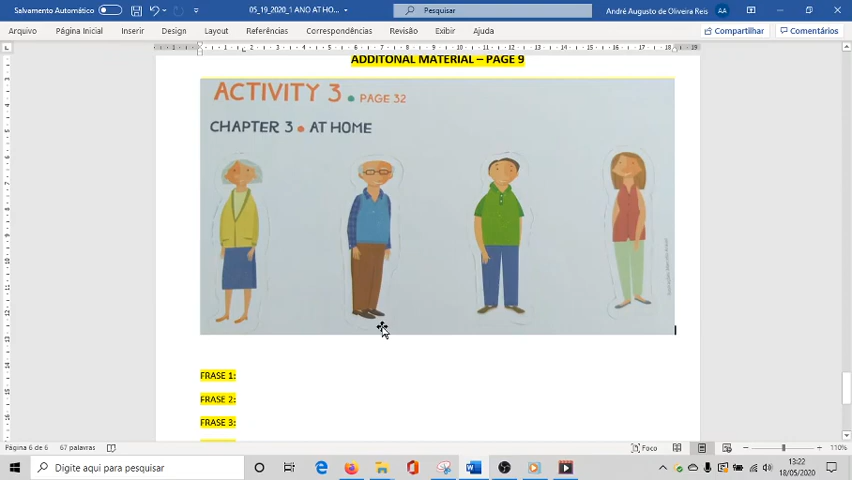 Salvamento Automático
05_19_2020_1 ANO AT HO...
Pesquisar
André Augusto de Oliveira Reis
AA
Arquivo
Página Inicial
Inserir
Design
Layout
Referências
Correspondências
Revisão
Exibir
Ajuda
Compartilhar
Comentários
ADDITONAL MATERIAL – PAGE 9
ACTIVITY 3 • PAGE 32
CHAPTER 3 • AT HOME
FRASE 1:
FRASE 2:
FRASE 3:
Página 6 de 6
67 palavras
Foco
110%
Digite aqui para pesquisar
13:22
18/05/2020